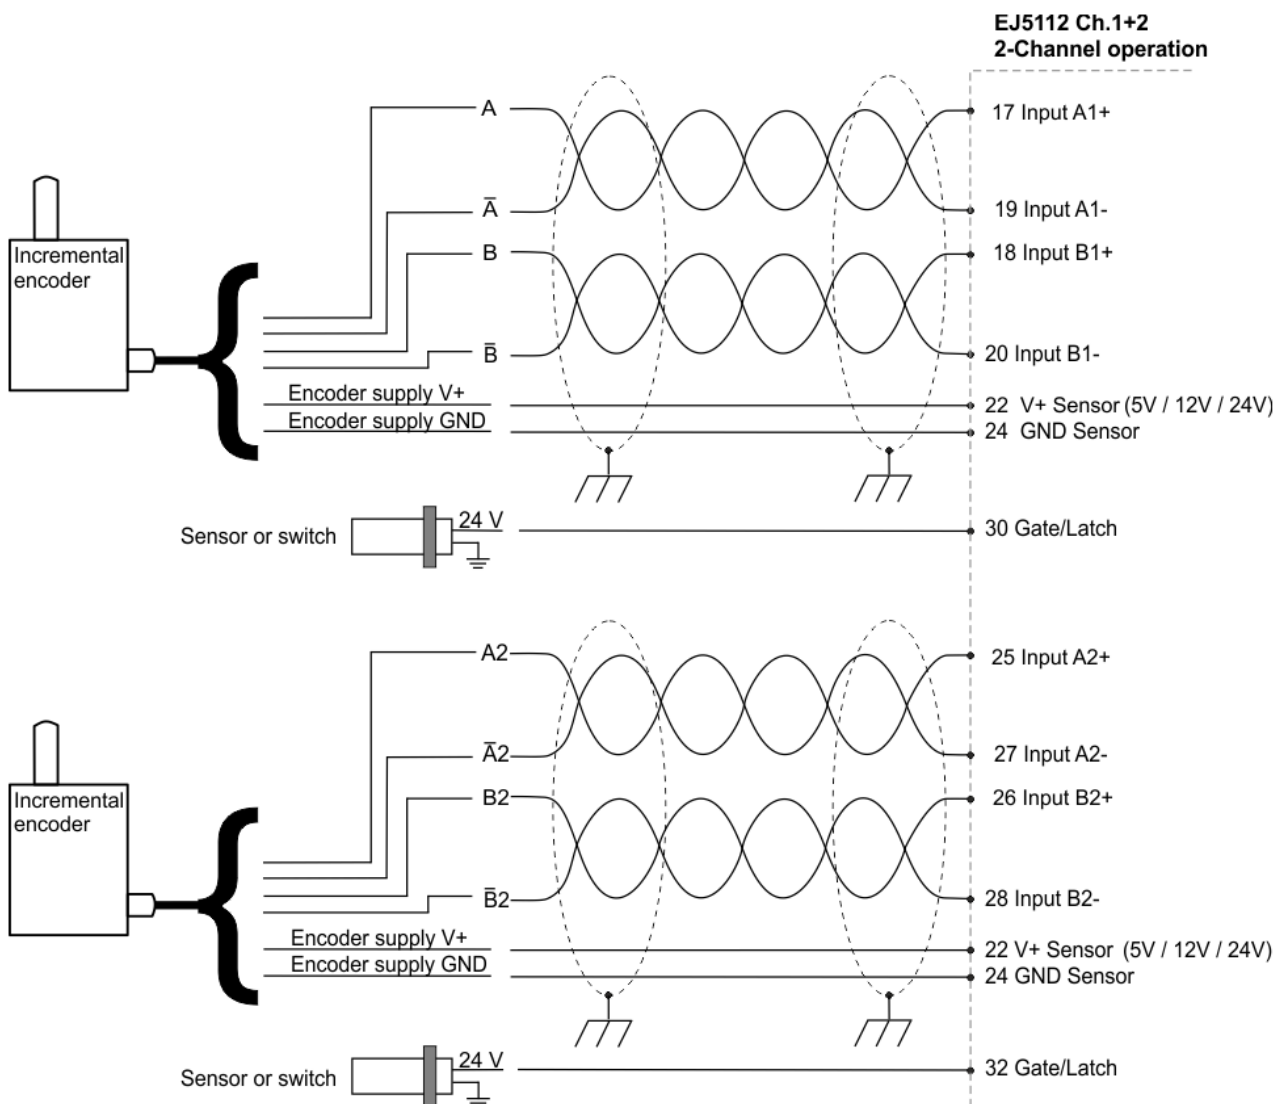 EJ5112 Ch.1+2
2-Channel operation
A
17 Input A1+
Incremental
encoder
A̅
19 Input A1-
B
18 Input B1+
B̅
20 Input B1-
Encoder supply V+
22 V+ Sensor (5V / 12V / 24V)
Encoder supply GND
24 GND Sensor
Sensor or switch
24 V
30 Gate/Latch
A2
25 Input A2+
Incremental
encoder
A̅2
27 Input A2-
B2
26 Input B2+
B̅2
28 Input B2-
Encoder supply V+
22 V+ Sensor (5V / 12V / 24V)
Encoder supply GND
24 GND Sensor
Sensor or switch
24 V
32 Gate/Latch